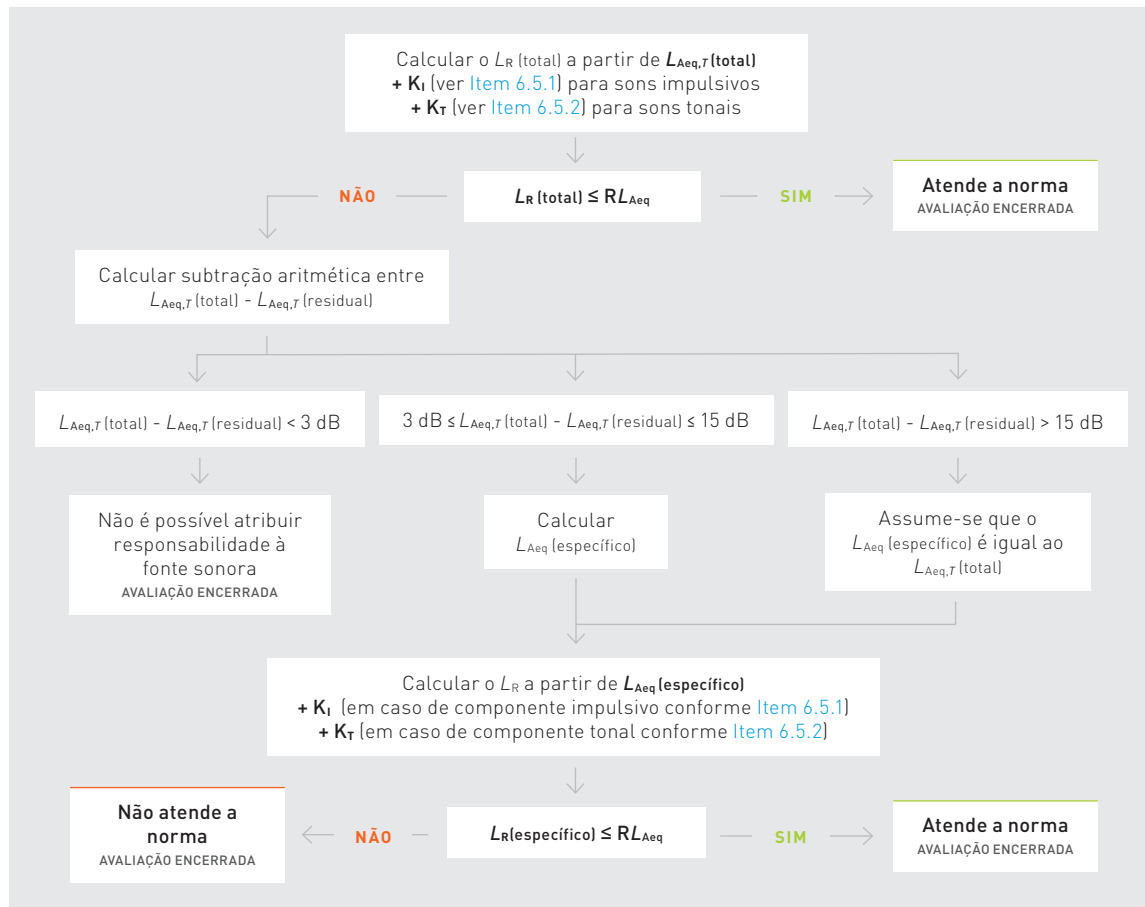 Calcular o LR (total) a partir de LAeq,T (total)
+ KI (ver Item 6.5.1) para sons impulsivos
+ KT (ver Item 6.5.2) para sons tonais
NÃO
LR (total) ≤ RLAeq
SIM
Atende a norma
AVALIAÇÃO ENCERRADA
Calcular subtração aritmética entre
LAeq,T (total) - LAeq,T (residual)
LAeq,T (total) - LAeq,T (residual) < 3 dB
3 dB ≤ LAeq,T (total) - LAeq,T (residual) ≤ 15 dB
LAeq,T (total) - LAeq,T (residual) > 15 dB
Não é possível atribuir
responsabilidade à
fonte sonora
AVALIAÇÃO ENCERRADA
Calcular
LAeq (específico)
Assume-se que o
LAeq (específico) é igual ao
LAeq,T (total)
Calcular o LR a partir de LAeq (específico)
+ KI (em caso de componente impulsivo conforme Item 6.5.1)
+ KT (em caso de componente tonal conforme Item 6.5.2)
Não atende a
norma
AVALIAÇÃO ENCERRADA
NÃO
LR(específico) ≤ RLAeq
SIM
Atende a norma
AVALIAÇÃO ENCERRADA